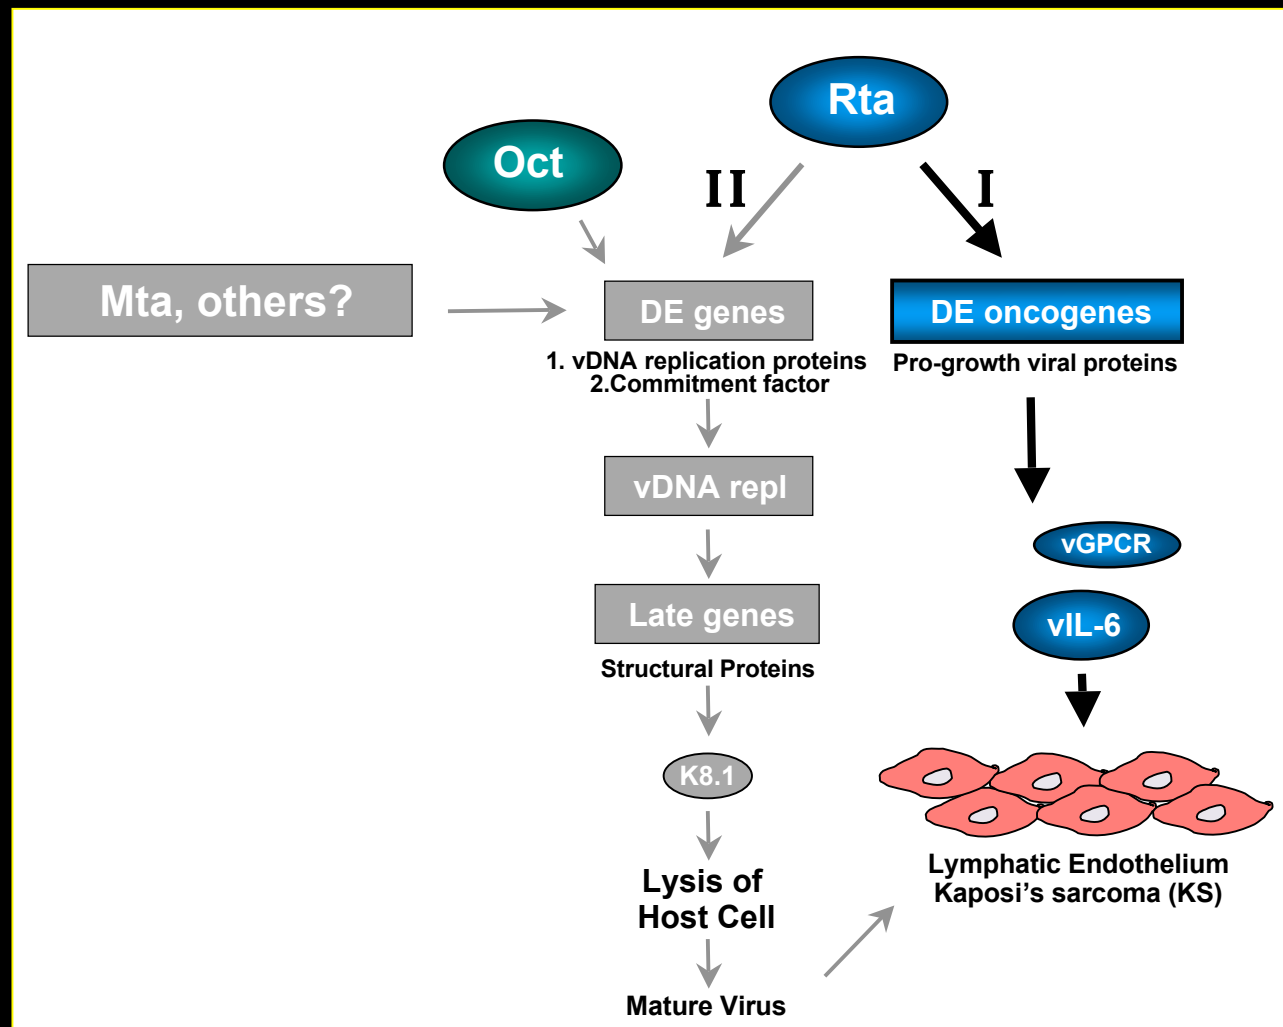 Rta
Oct
II
I
Mta, others?
DE genes
DE oncogenes
1. vDNA replication proteins
2.Commitment factor
Pro-growth viral proteins
vDNA repl
vGPCR
Late genes
vIL-6
Structural Proteins
K8.1
Lymphatic Endothelium
Kaposi’s sarcoma (KS)
Lysis of
Host Cell
Mature Virus